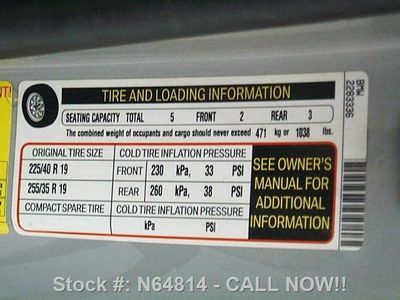 TIRE AND LOADING INFORMATION
SEATING CAPACITY TOTAL 5 FRONT 2 REAR 3
The combined weight of occupants and cargo should never exceed 471 kg or 1038 lbs.
ORIGINAL TIRE SIZE COLD TIRE INFLATION PRESSURE
225/40 R 19 FRONT 230 kPa, 33 PSI
255/35 R 19 REAR 260 kPa, 38 PSI
COMPACT SPARE TIRE COLD TIRE INFLATION PRESSURE
kPa PSI
SEE OWNER'S
MANUAL FOR
ADDITIONAL
INFORMATION
BMW
2283336
Stock #: N64814 - CALL NOW!!